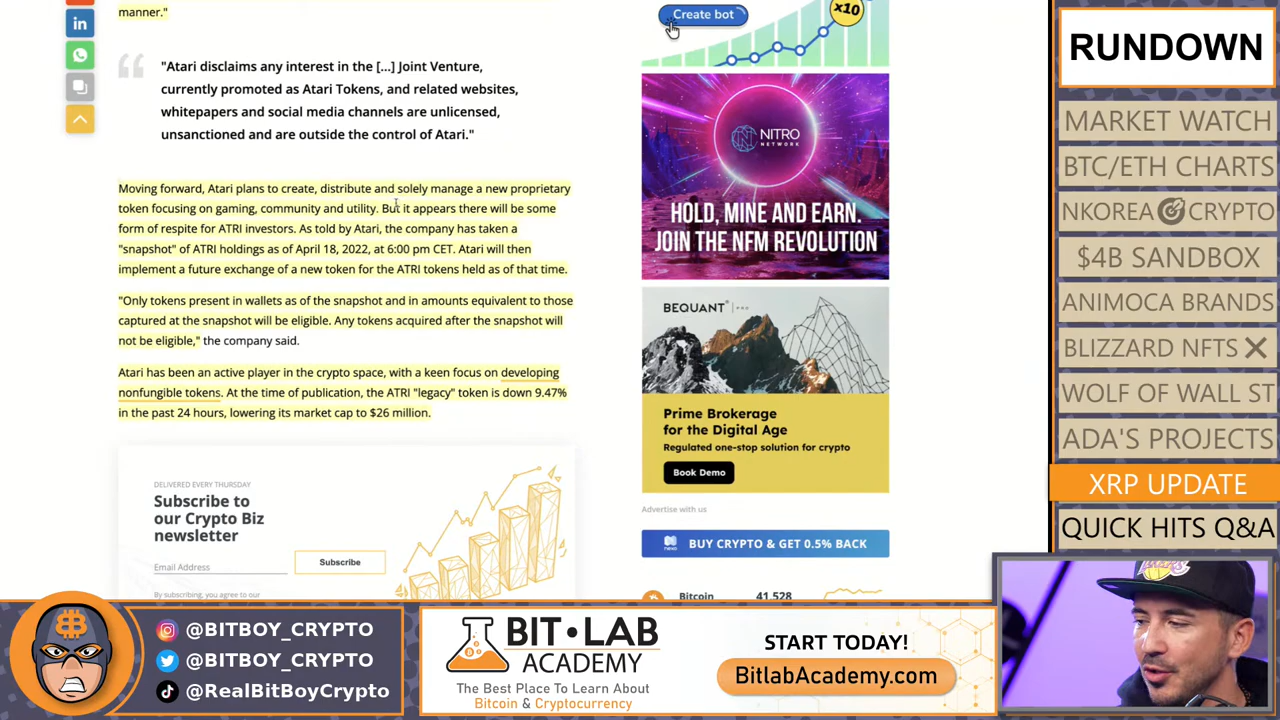 manner."
"Atari disclaims any interest in the [...] Joint Venture,
currently promoted as Atari Tokens, and related websites,
whitepapers and social media channels are unlicensed,
unsanctioned and are outside the control of Atari."
Moving forward, Atari plans to create, distribute and solely manage a new proprietary
token focusing on gaming, community and utility. But it appears there will be some
form of respite for ATRI investors. As told by Atari, the company has taken a
"snapshot" of ATRI holdings as of April 18, 2022, at 6:00 pm CET. Atari will then
implement a future exchange of a new token for the ATRI tokens held as of that time.
"Only tokens present in wallets as of the snapshot and in amounts equivalent to those
captured at the snapshot will be eligible. Any tokens acquired after the snapshot will
not be eligible," the company said.
Atari has been an active player in the crypto space, with a keen focus on developing
nonfungible tokens. At the time of publication, the ATRI "legacy" token is down 9.47%
in the past 24 hours, lowering its market cap to $26 million.
DELIVERED EVERY THURSDAY
Subscribe to
our Crypto Biz
newsletter
Email Address
Subscribe
By subscribing, you agree to our
Create bot
x10
NITRO
NETWORK
HOLD, MINE AND EARN.
JOIN THE NFM REVOLUTION
BEQUANT PRO
Prime Brokerage
for the Digital Age
Regulated one-stop solution for crypto
Book Demo
Advertise with us
nexo
BUY CRYPTO & GET 0.5% BACK
Bitcoin 41,528
RUNDOWN
MARKET WATCH
BTC/ETH CHARTS
NKOREA CRYPTO
$4B SANDBOX
ANIMOCA BRANDS
BLIZZARD NFTS
WOLF OF WALL ST
ADA'S PROJECTS
XRP UPDATE
QUICK HITS Q&A
@BITBOY_CRYPTO
@BITBOY_CRYPTO
@RealBitBoyCrypto
BIT•LAB
ACADEMY
The Best Place To Learn About
Bitcoin & Cryptocurrency
START TODAY!
BitlabAcademy.com